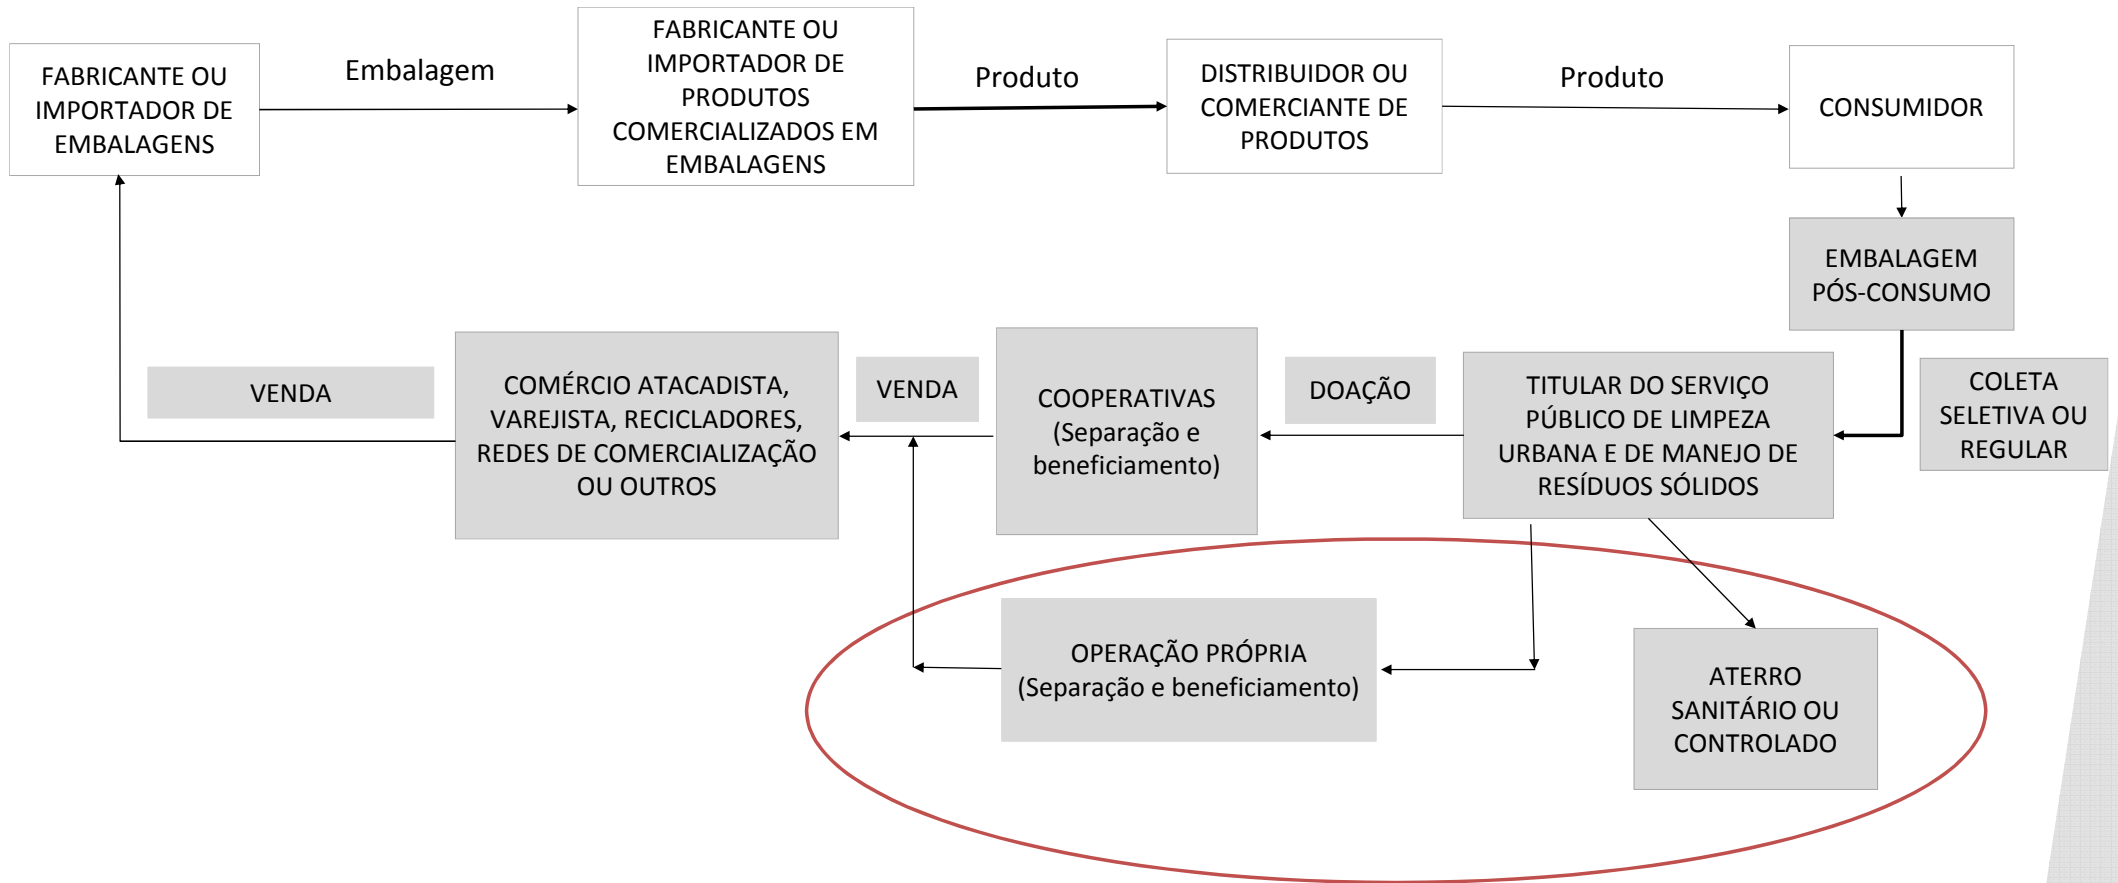 FABRICANTE OU
IMPORTADOR DE
EMBALAGENS
Embalagem
FABRICANTE OU
IMPORTADOR DE
PRODUTOS
COMERCIALIZADOS EM
EMBALAGENS
Produto
DISTRIBUIDOR OU
COMERCIANTE DE
PRODUTOS
Produto
CONSUMIDOR
EMBALAGEM
PÓS-CONSUMO
COLETA
SELETIVA OU
REGULAR
TITULAR DO SERVIÇO
PÚBLICO DE LIMPEZA
URBANA E DE MANEJO DE
RESÍDUOS SÓLIDOS
DOAÇÃO
COOPERATIVAS
(Separação e
beneficiamento)
VENDA
COMÉRCIO ATACADISTA,
VAREJISTA, RECICLADORES,
REDES DE COMERCIALIZAÇÃO
OU OUTROS
VENDA
OPERAÇÃO PRÓPRIA
(Separação e beneficiamento)
ATERRO
SANITÁRIO OU
CONTROLADO